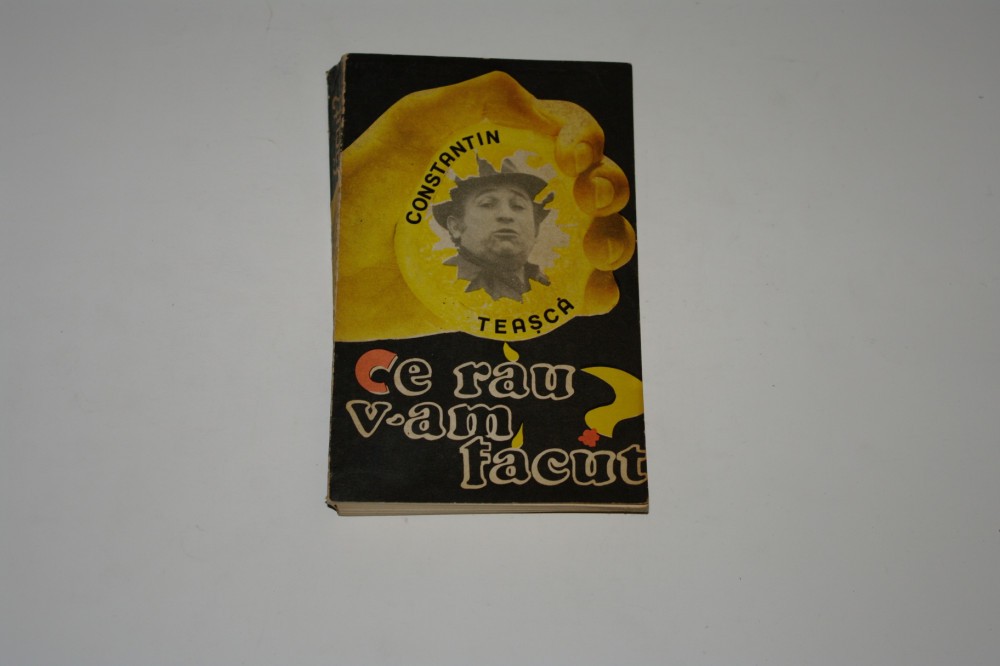 CONSTANTIN
TEAȘCĂ
Ce rău
v-am
făcut?